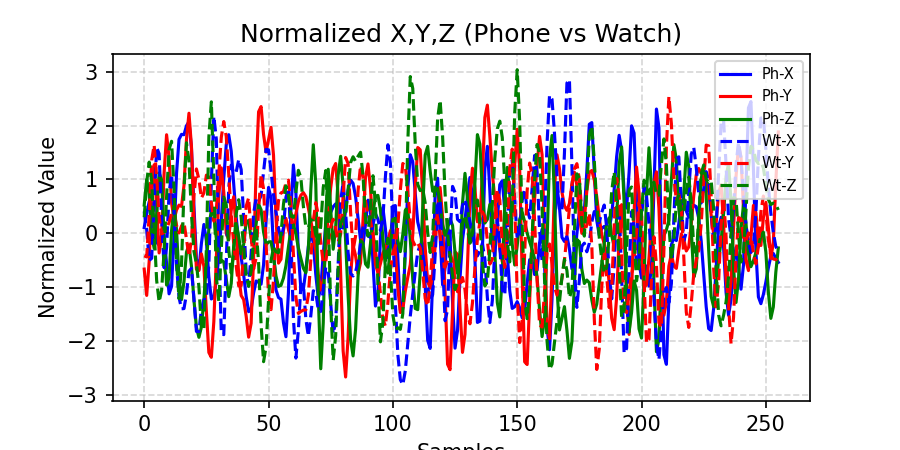 Normalized X,Y,Z (Phone vs Watch)
Normalized Value
3
2
1
0
−1
−2
−3
Ph-X
Ph-Y
Ph-Z
Wt-X
Wt-Y
Wt-Z
0 50 100 150 200 250
Samples